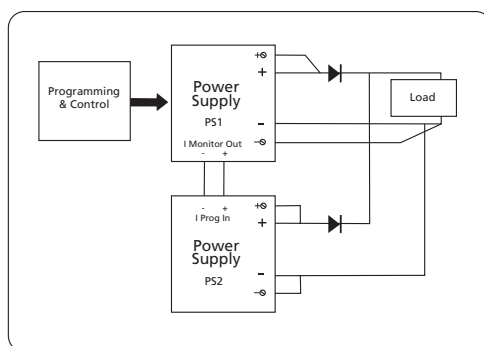 Programming
& Control
Power
Supply
PS1
I Monitor Out
- +
+
+
-
-
Load
- +
I Prog In
Power
Supply
PS2
+
+
-
-